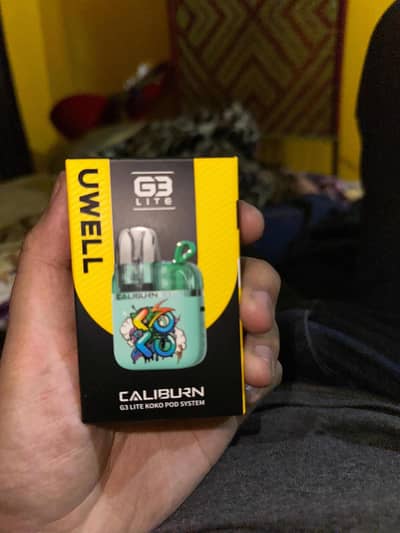 UWELL
G3
LITE
CALIBURN
KOKO
CALIBURN
G3 LITE KOKO POD SYSTEM